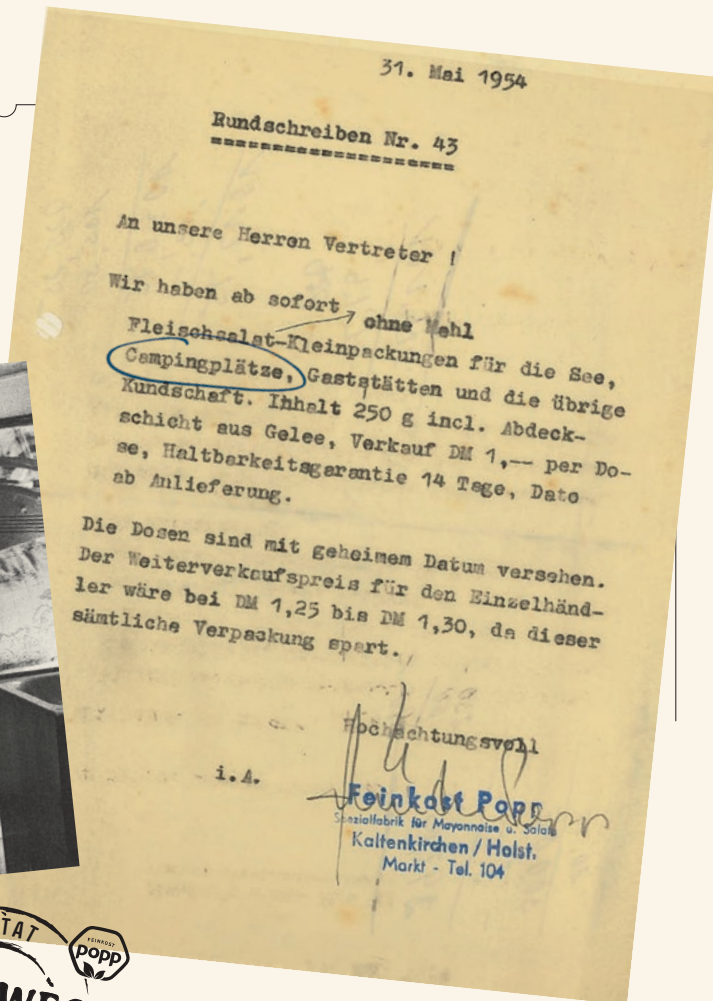 31. Mai 1954
Rundschreiben Nr. 43
An unsere Herren Vertreter !
Wir haben ab sofort
ohne Mehl
Fleischsalat-Kleinpackungen für die See,
Campingplätze, Gaststätten und die übrige
Kundschaft. Inhalt 250 g incl. Abdeck-
schicht aus Gelee, Verkauf DM 1,-- per Do-
se, Haltbarkeitsgarantie 14 Tage, Dato
ab Anlieferung.
Die Dosen sind mit geheimem Datum versehen.
Der Weiterverkaufspreis für den Einzelhänd-
ler wäre bei DM 1,25 bis DM 1,30, da dieser
sämtliche Verpackung spart.
Hochachtungsvoll
i.A.
Feinkost Popp
Spezialfabrik für Mayonnaise u. Salate
Kaltenkirchen / Holst.
Markt - Tel. 104
TÄT
FEINKOST
popp